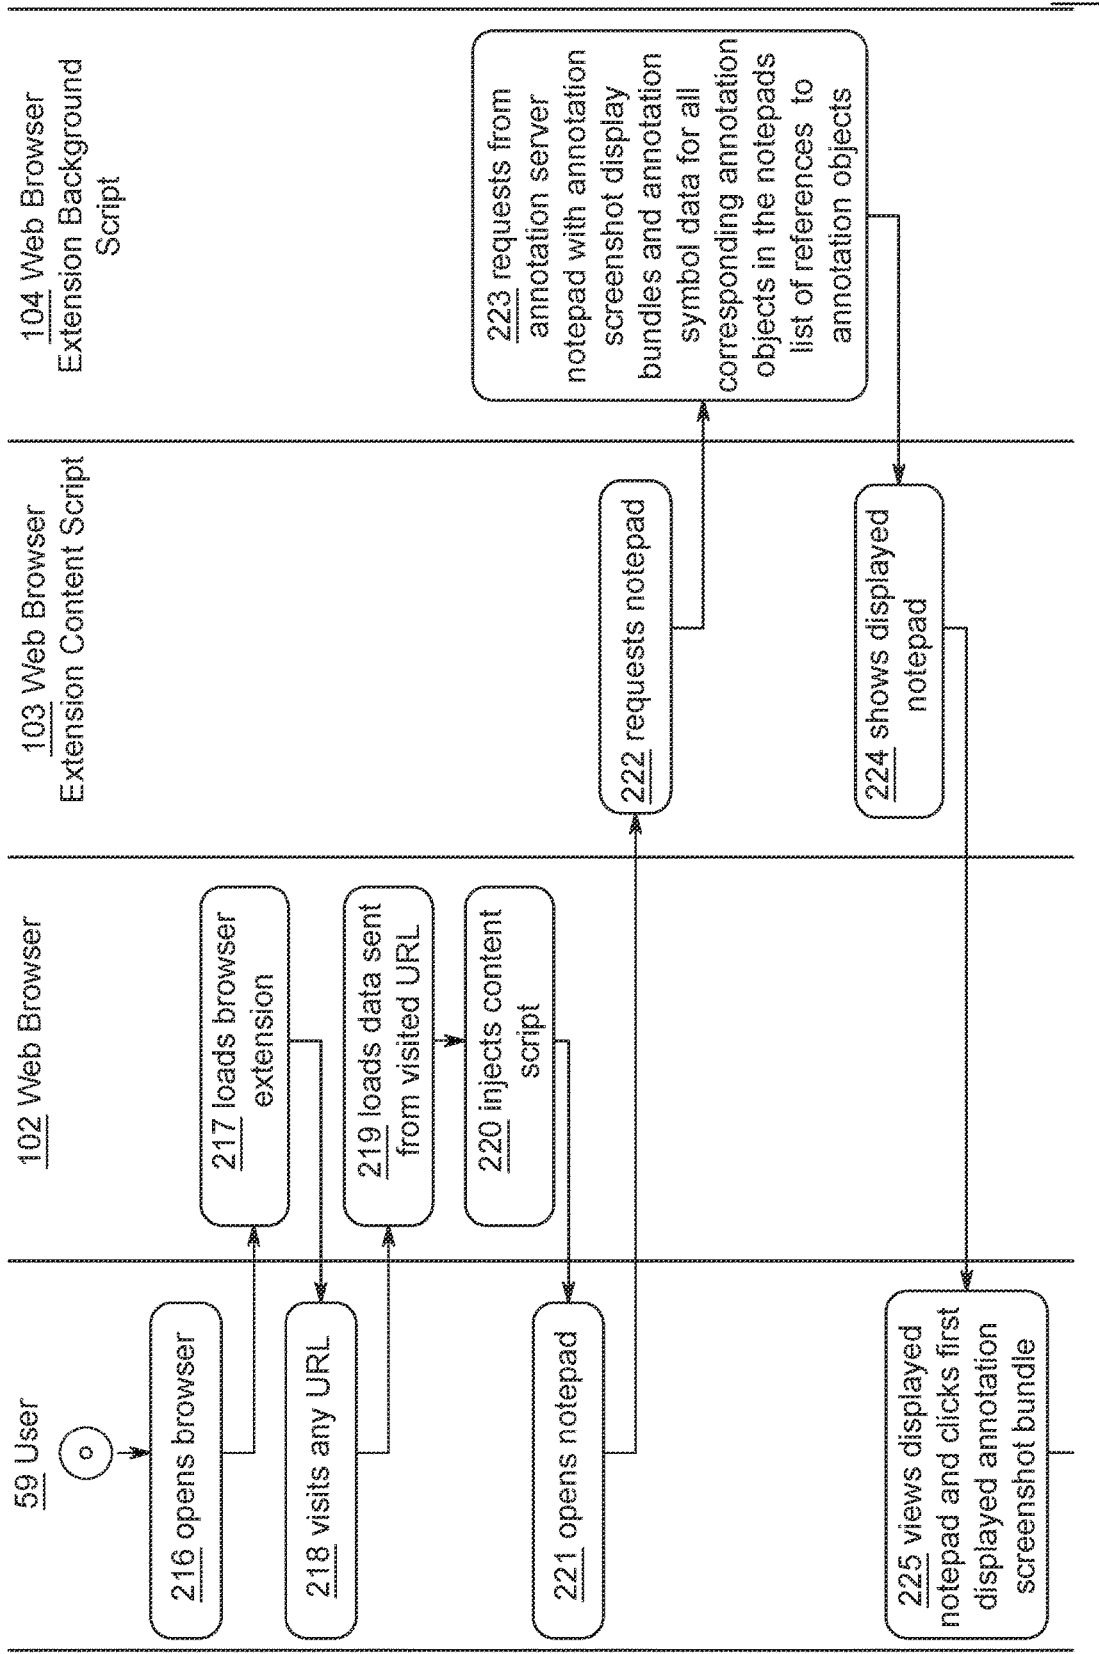 59 User
216 opens browser
218 visits any URL
221 opens notepad
225 views displayed
notepad and clicks first
displayed annotation
screenshot bundle
102 Web Browser
217 loads browser
extension
219 loads data sent
from visited URL
220 injects content
script
103 Web Browser
Extension Content Script
222 requests notepad
224 shows displayed
notepad
104 Web Browser
Extension Background
Script
223 requests from
annotation server
notepad with annotation
screenshot display
bundles and annotation
symbol data for all
corresponding annotation
objects in the notepads
list of references to
annotation objects